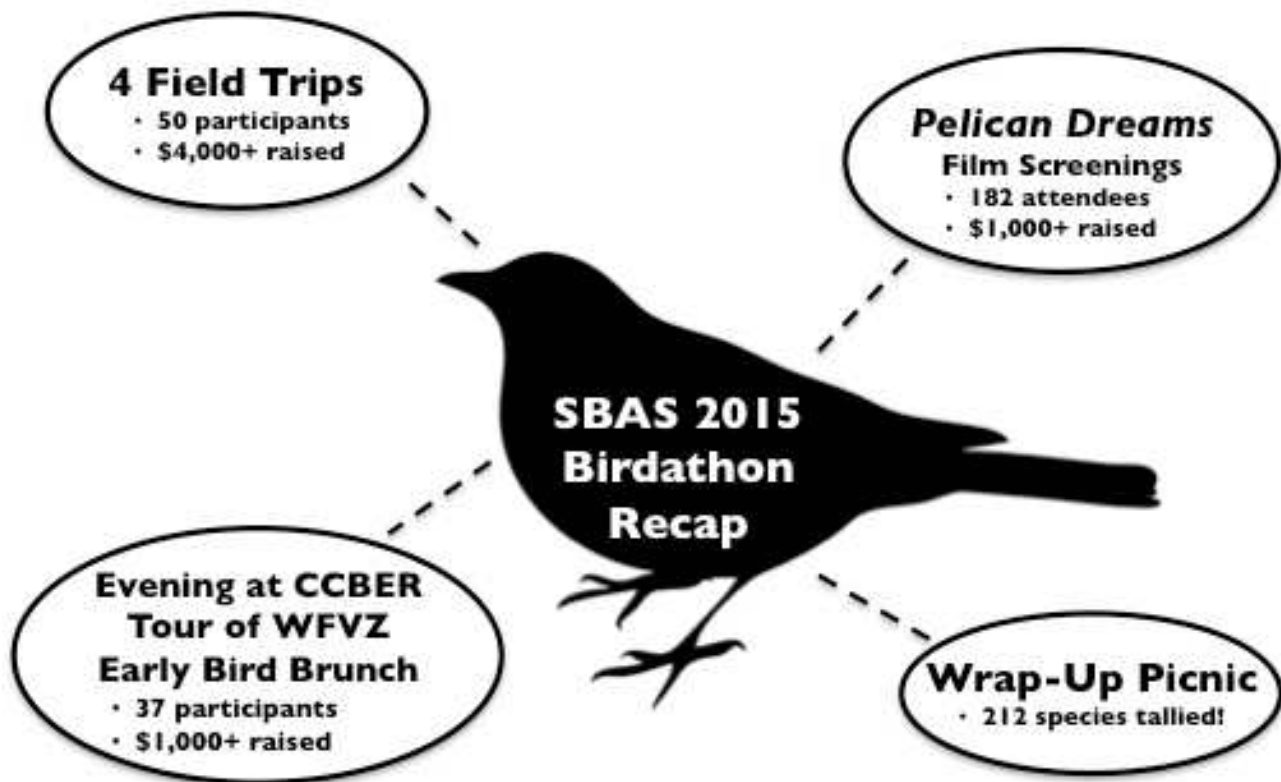 4 Field Trips
· 50 participants
· $4,000+ raised
Pelican Dreams
Film Screenings
· 182 attendees
· $1,000+ raised
SBAS 2015
Birdathon
Recap
Evening at CCBER
Tour of WFVZ
Early Bird Brunch
· 37 participants
· $1,000+ raised
Wrap-Up Picnic
· 212 species tallied!